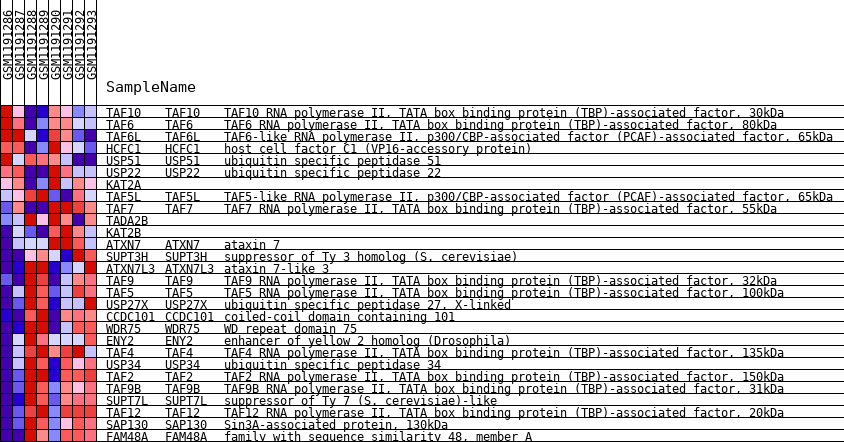 GSM1191286
GSM1191287
GSM1191288
GSM1191289
GSM1191290
GSM1191291
GSM1191292
GSM1191293
SampleName
TAF10 TAF10 TAF10 RNA polymerase II, TATA box binding protein (TBP)-associated factor, 30kDa
TAF6 TAF6 TAF6 RNA polymerase II, TATA box binding protein (TBP)-associated factor, 80kDa
TAF6L TAF6L TAF6-like RNA polymerase II, p300/CBP-associated factor (PCAF)-associated factor, 65kDa
HCFC1 HCFC1 host cell factor C1 (VP16-accessory protein)
USP51 USP51 ubiquitin specific peptidase 51
USP22 USP22 ubiquitin specific peptidase 22
KAT2A
TAF5L TAF5L TAF5-like RNA polymerase II, p300/CBP-associated factor (PCAF)-associated factor, 65kDa
TAF7 TAF7 TAF7 RNA polymerase II, TATA box binding protein (TBP)-associated factor, 55kDa
TADA2B
KAT2B
ATXN7 ATXN7 ataxin 7
SUPT3H SUPT3H suppressor of Ty 3 homolog (S. cerevisiae)
ATXN7L3 ATXN7L3 ataxin 7-like 3
TAF9 TAF9 TAF9 RNA polymerase II, TATA box binding protein (TBP)-associated factor, 32kDa
TAF5 TAF5 TAF5 RNA polymerase II, TATA box binding protein (TBP)-associated factor, 100kDa
USP27X USP27X ubiquitin specific peptidase 27, X-linked
CCDC101 CCDC101 coiled-coil domain containing 101
WDR75 WDR75 WD repeat domain 75
ENY2 ENY2 enhancer of yellow 2 homolog (Drosophila)
TAF4 TAF4 TAF4 RNA polymerase II, TATA box binding protein (TBP)-associated factor, 135kDa
USP34 USP34 ubiquitin specific peptidase 34
TAF2 TAF2 TAF2 RNA polymerase II, TATA box binding protein (TBP)-associated factor, 150kDa
TAF9B TAF9B TAF9B RNA polymerase II, TATA box binding protein (TBP)-associated factor, 31kDa
SUPT7L SUPT7L suppressor of Ty 7 (S. cerevisiae)-like
TAF12 TAF12 TAF12 RNA polymerase II, TATA box binding protein (TBP)-associated factor, 20kDa
SAP130 SAP130 Sin3A-associated protein, 130kDa
FAM48A FAM48A family with sequence similarity 48, member A